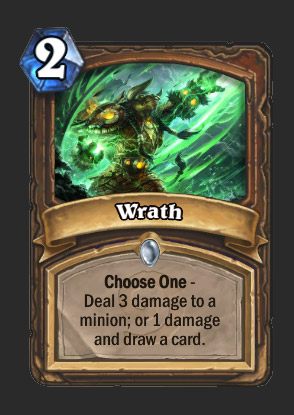 2
Wrath
Choose One -
Deal 3 damage to a
minion; or 1 damage
and draw a card.